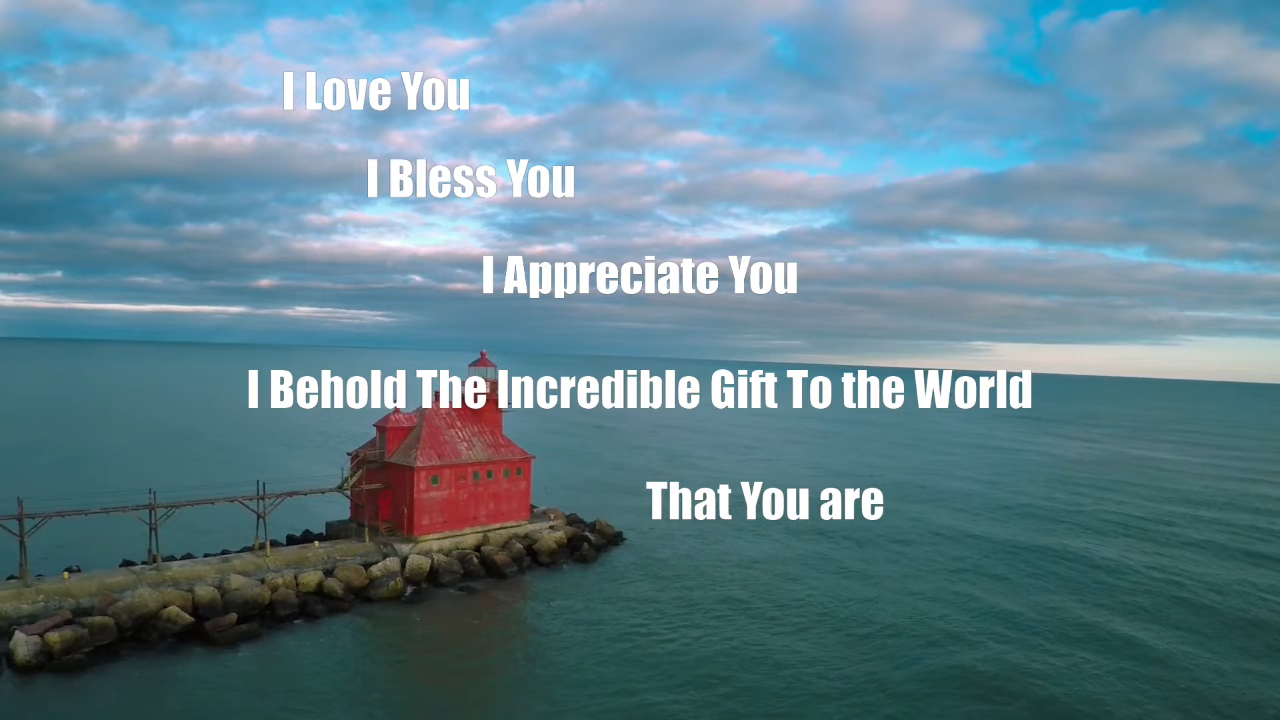 I Love You
I Bless You
I Appreciate You
I Behold The Incredible Gift To the World
That You are